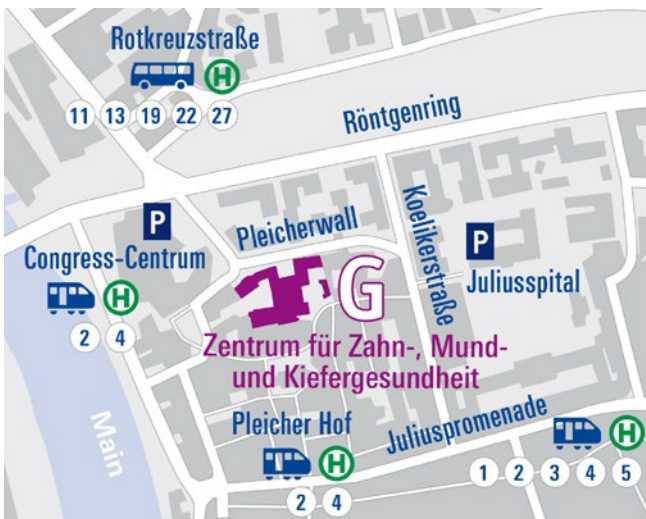 Rotkreuzstraße
H
11 13 19 22 27
Röntgenring
P
Pleicherwall
Koelikerstraße
P
Congress-Centrum
H
2 4
Juliusspital
G
Zentrum für Zahn-, Mund-
und Kiefergesundheit
Main
Pleicher Hof
H
2 4
Juliuspromenade
H
1 2 3 4 5